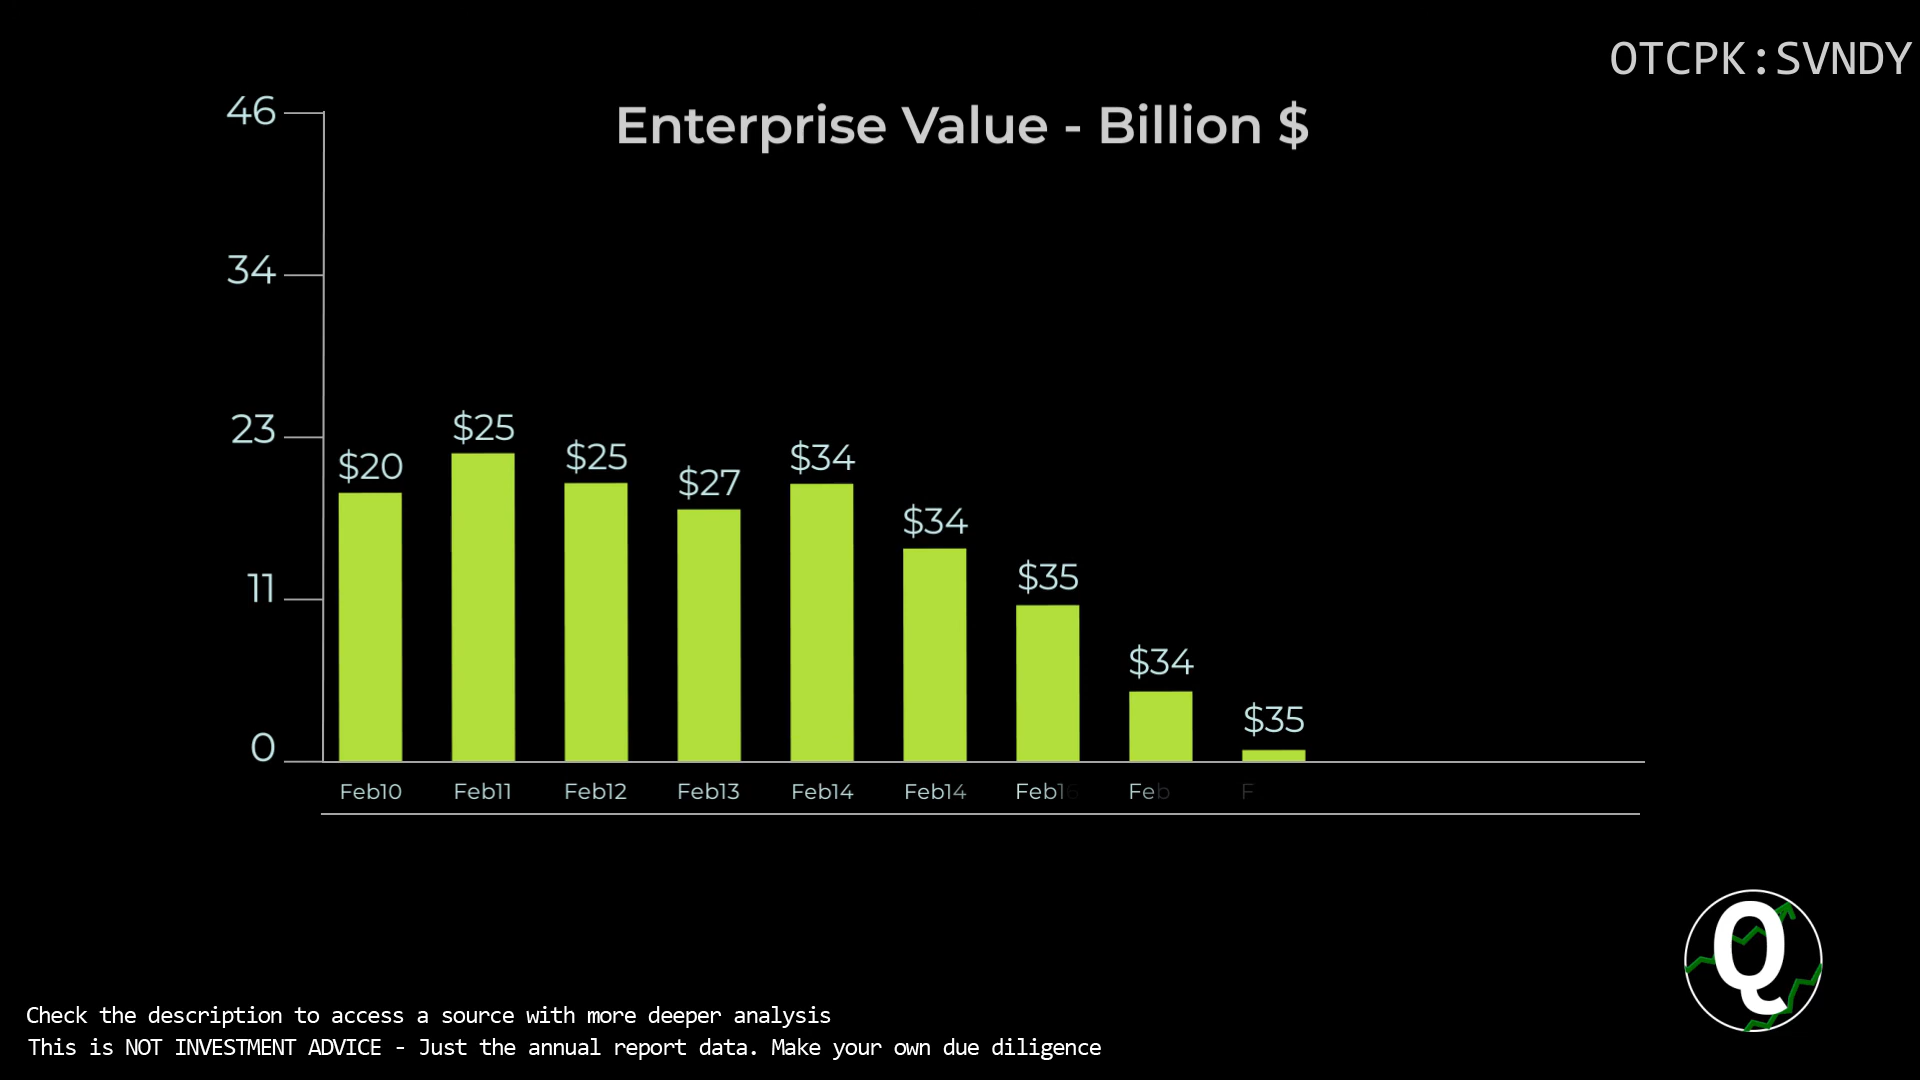 OTCPK:SVNDY
Enterprise Value - Billion $
46
34
23
11
0
$20
$25
$25
$27
$34
$34
$35
$34
$35
Feb10 Feb11 Feb12 Feb13 Feb14 Feb14 Feb16 Feb F
Q
Check the description to access a source with more deeper analysis
This is NOT INVESTMENT ADVICE - Just the annual report data. Make your own due diligence